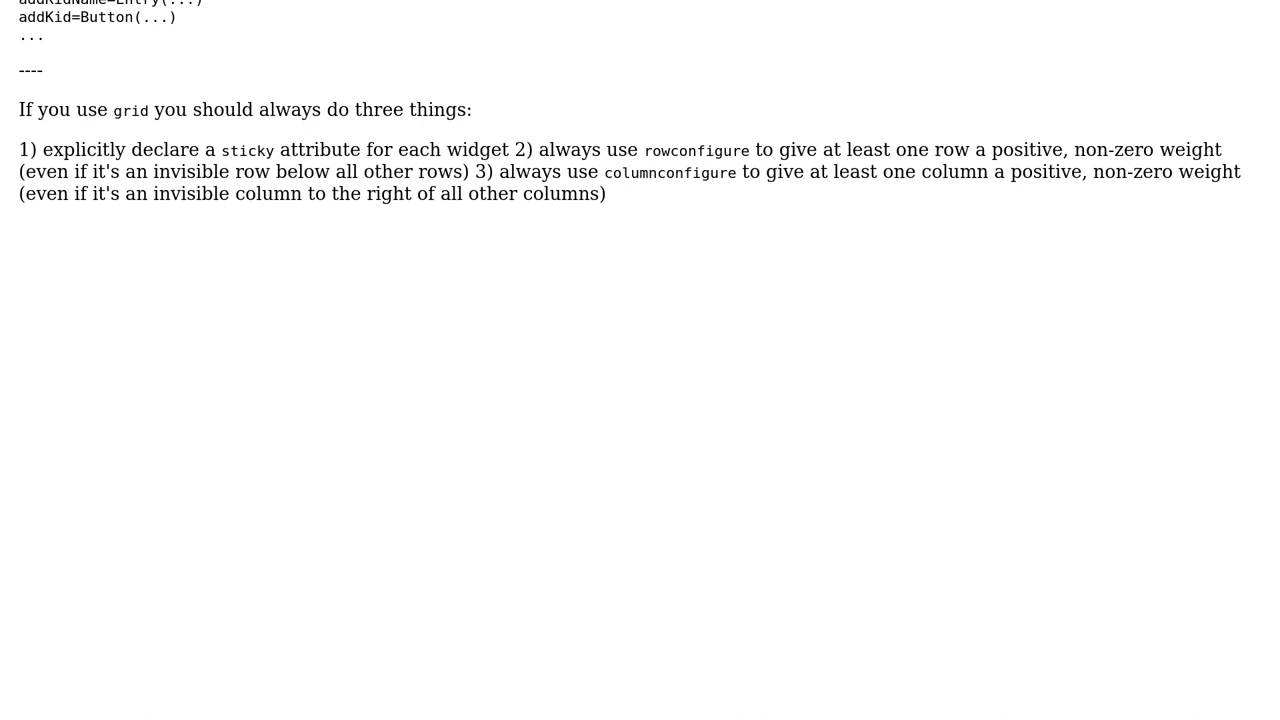 addKidName=Entry(...)
addKid=Button(...)
...
----
If you use grid you should always do three things:
1) explicitly declare a sticky attribute for each widget 2) always use rowconfigure to give at least one row a positive, non-zero weight
(even if it's an invisible row below all other rows) 3) always use columnconfigure to give at least one column a positive, non-zero weight
(even if it's an invisible column to the right of all other columns)